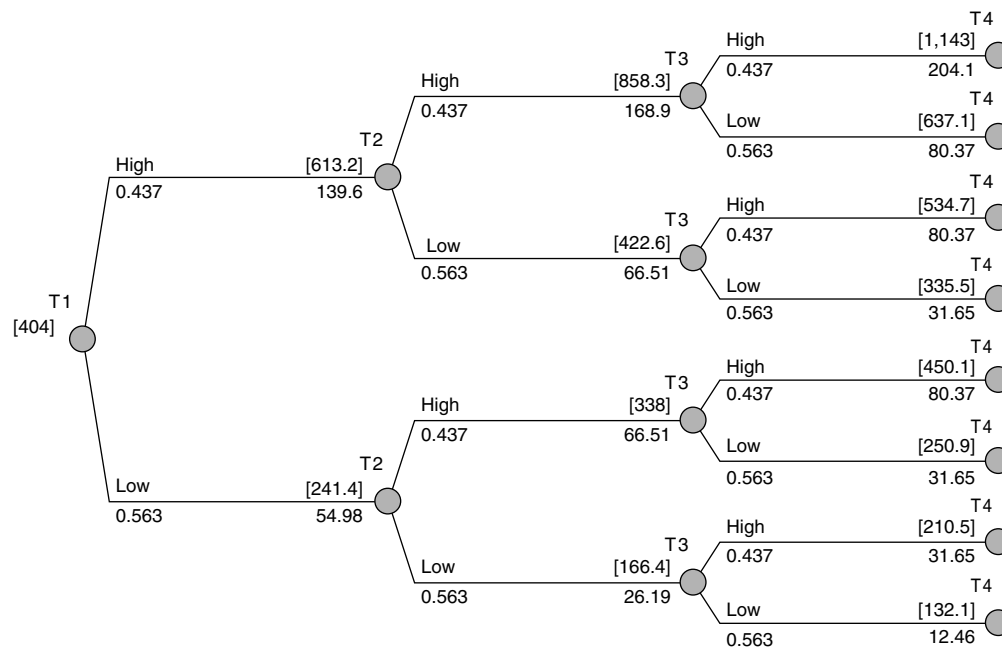 T4
High [1,143]
T3
0.437 204.1
High [858.3]
T4
0.437 168.9
Low [637.1]
T2
0.563 80.37
High [613.2]
T4
0.437 139.6
High [534.7]
T3
0.437 80.37
Low [422.6]
T4
0.563 66.51
Low [335.5]
T1
0.563 31.65
[404]
T4
High [450.1]
T3
0.437 80.37
High [338]
T4
0.437 66.51
Low [250.9]
T2
0.563 31.65
Low [241.4]
T4
0.563 54.98
High [210.5]
T3
0.437 31.65
Low [166.4]
T4
0.563 26.19
Low [132.1]
0.563 12.46